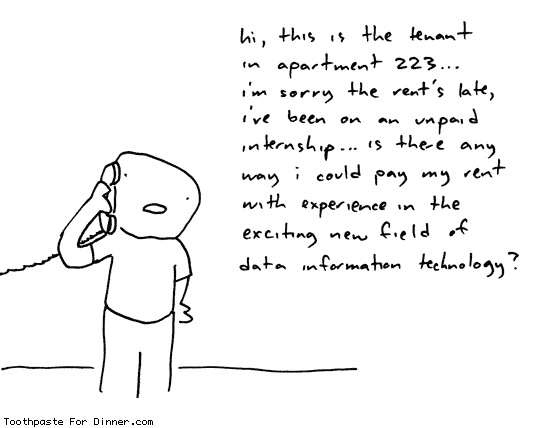 hi, this is the tenant
in apartment 223...
i'm sorry the rent's late,
i've been on an unpaid
internship... is there any
way i could pay my rent
with experience in the
exciting new field of
data information technology?
Toothpaste For Dinner.com